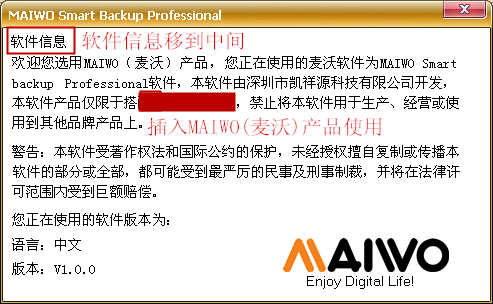 MAIWO Smart Backup Professional
软件信息 软件信息移到中间
欢迎您选用MAIWO（麦沃）产品，您正在使用的麦沃软件为MAIWO Smart
backup Professional软件，本软件由深圳市凯祥源科技有限公司开发，
本软件产品仅限于搭 ，禁止将本软件用于生产、经营或使
用到其他品牌产品上。 插入MAIWO(麦沃)产品使用
警告：本软件受著作权法和国际公约的保护，未经授权擅自复制或传播本
软件的部分或全部，都可能受到最严厉的民事及刑事制裁，并将在法律许
可范围内受到巨额赔偿。
您正在使用的软件版本为：
语言：中文
版本：V1.0.0
MAIWO
Enjoy Digital Life!